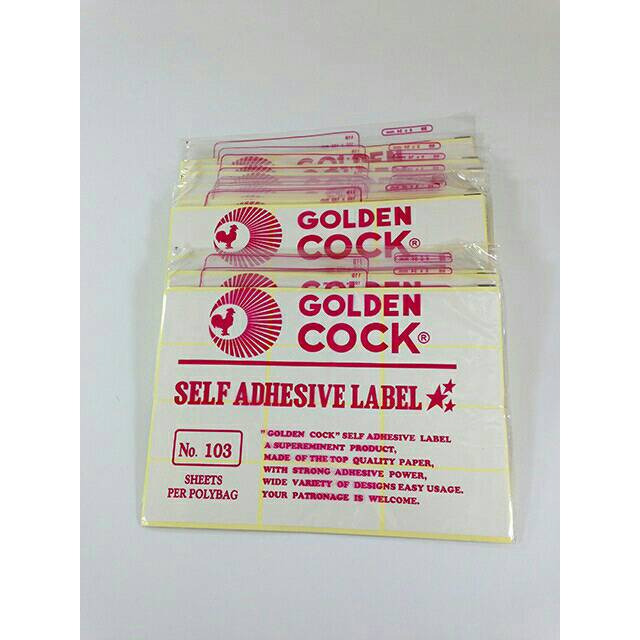 GOLDEN
GOLDEN
COCK®
GOLDEN
GOLDEN
COCK®
SELF ADHESIVE LABEL
No. 103
SHEETS
PER POLYBAG
"GOLDEN COCK" SELF ADHESIVE LABEL
A SUPEREMINENT PRODUCT,
MADE OF THE TOP QUALITY PAPER,
WITH STRONG ADHESIVE POWER,
WIDE VARIETY OF DESIGNS EASY USAGE.
YOUR PATRONAGE IS WELCOME.